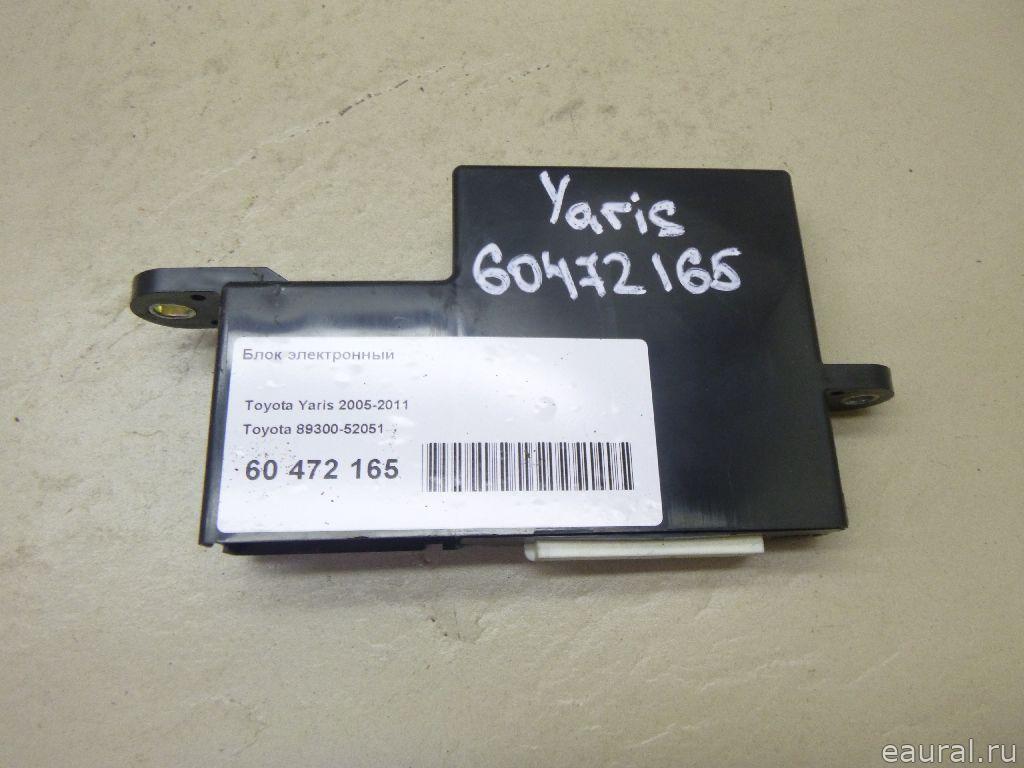 Yaris
60472165
Блок электронный
Toyota Yaris 2005-2011
Toyota 89300-52051
60 472 165
eaural.ru